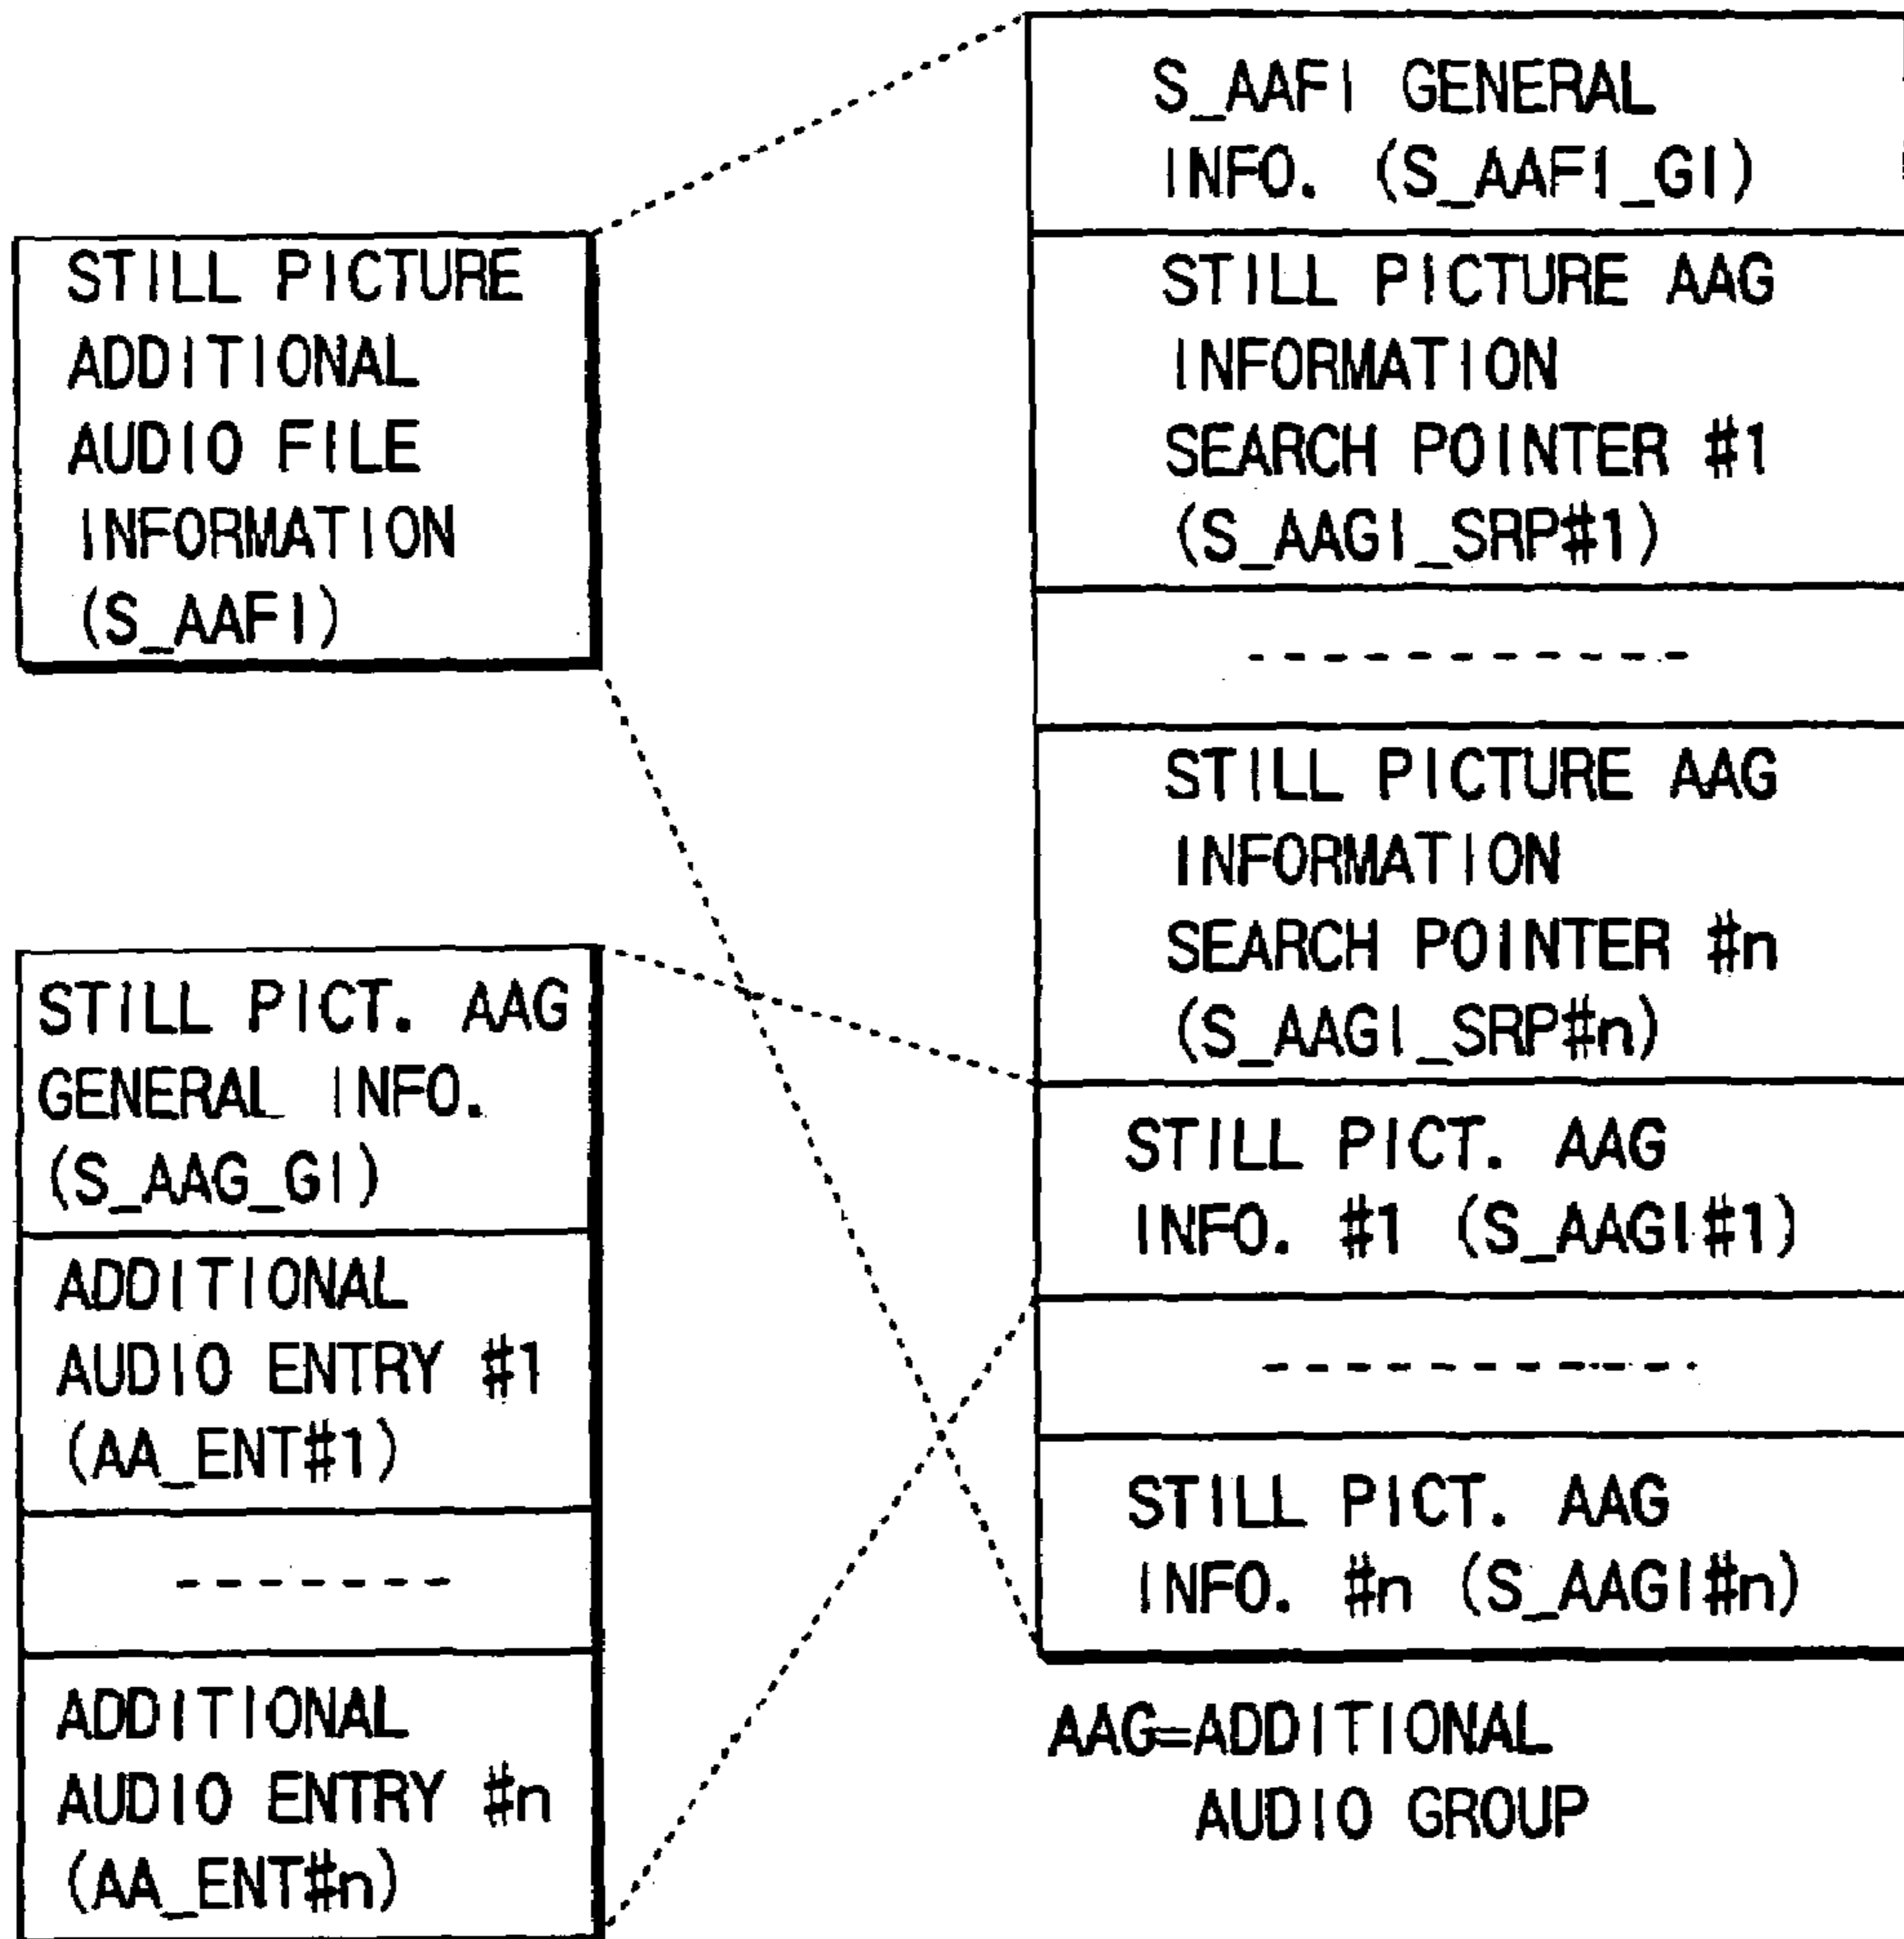 STILL PICTURE
ADDITIONAL
AUDIO FILE
INFORMATION
(S_AAFI)
STILL PICT. AAG
GENERAL INFO.
(S_AAG_GI)
ADDITIONAL
AUDIO ENTRY #1
(AA_ENT#1)
-------
ADDITIONAL
AUDIO ENTRY #n
(AA_ENT#n)
S_AAFI GENERAL
INFO. (S_AAFI_GI)
STILL PICTURE AAG
INFORMATION
SEARCH POINTER #1
(S_AAGI_SRP#1)
-----------
STILL PICTURE AAG
INFORMATION
SEARCH POINTER #n
(S_AAGI_SRP#n)
STILL PICT. AAG
INFO. #1 (S_AAGI#1)
-----------
STILL PICT. AAG
INFO. #n (S_AAGI#n)
AAG=ADDITIONAL
AUDIO GROUP